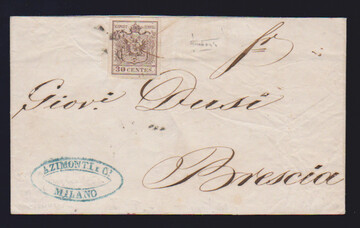 30 CENTES.
Giov. Dusi
Brescia
AZIMONTI e C.
MILANO